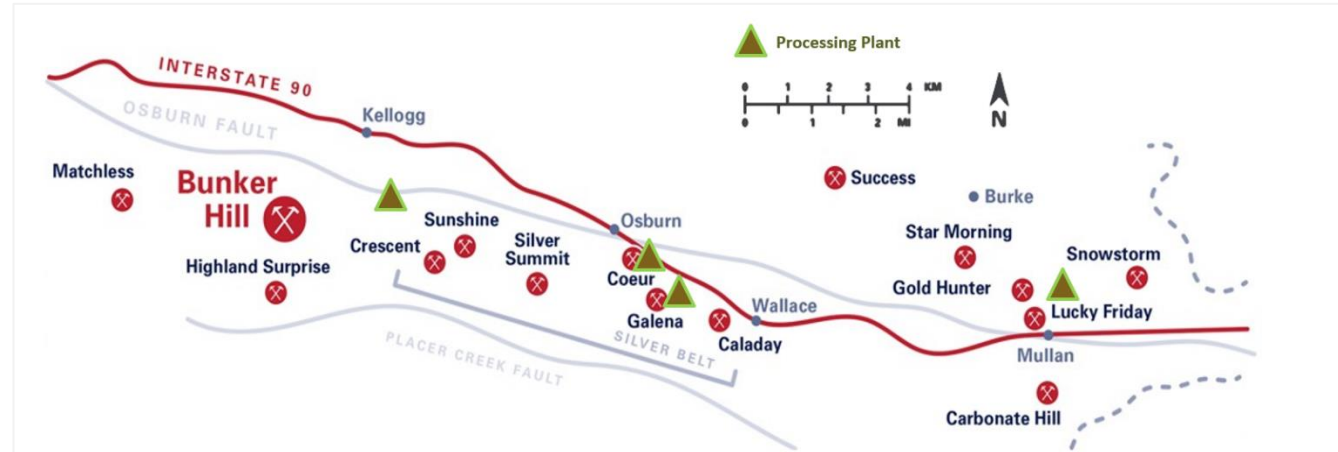 Processing Plant
0 1 2 3 4 KM
0 1 2 MI
N
INTERSTATE 90
OSBURN FAULT
Kellogg
Matchless
Bunker
Hill
Highland Surprise
Crescent
Sunshine
Silver
Summit
Osburn
Coeur
Galena
SILVER BELT
Caladay
Wallace
PLACER CREEK FAULT
Success
Burke
Star Morning
Snowstorm
Gold Hunter
Lucky Friday
Mullan
Carbonate Hill